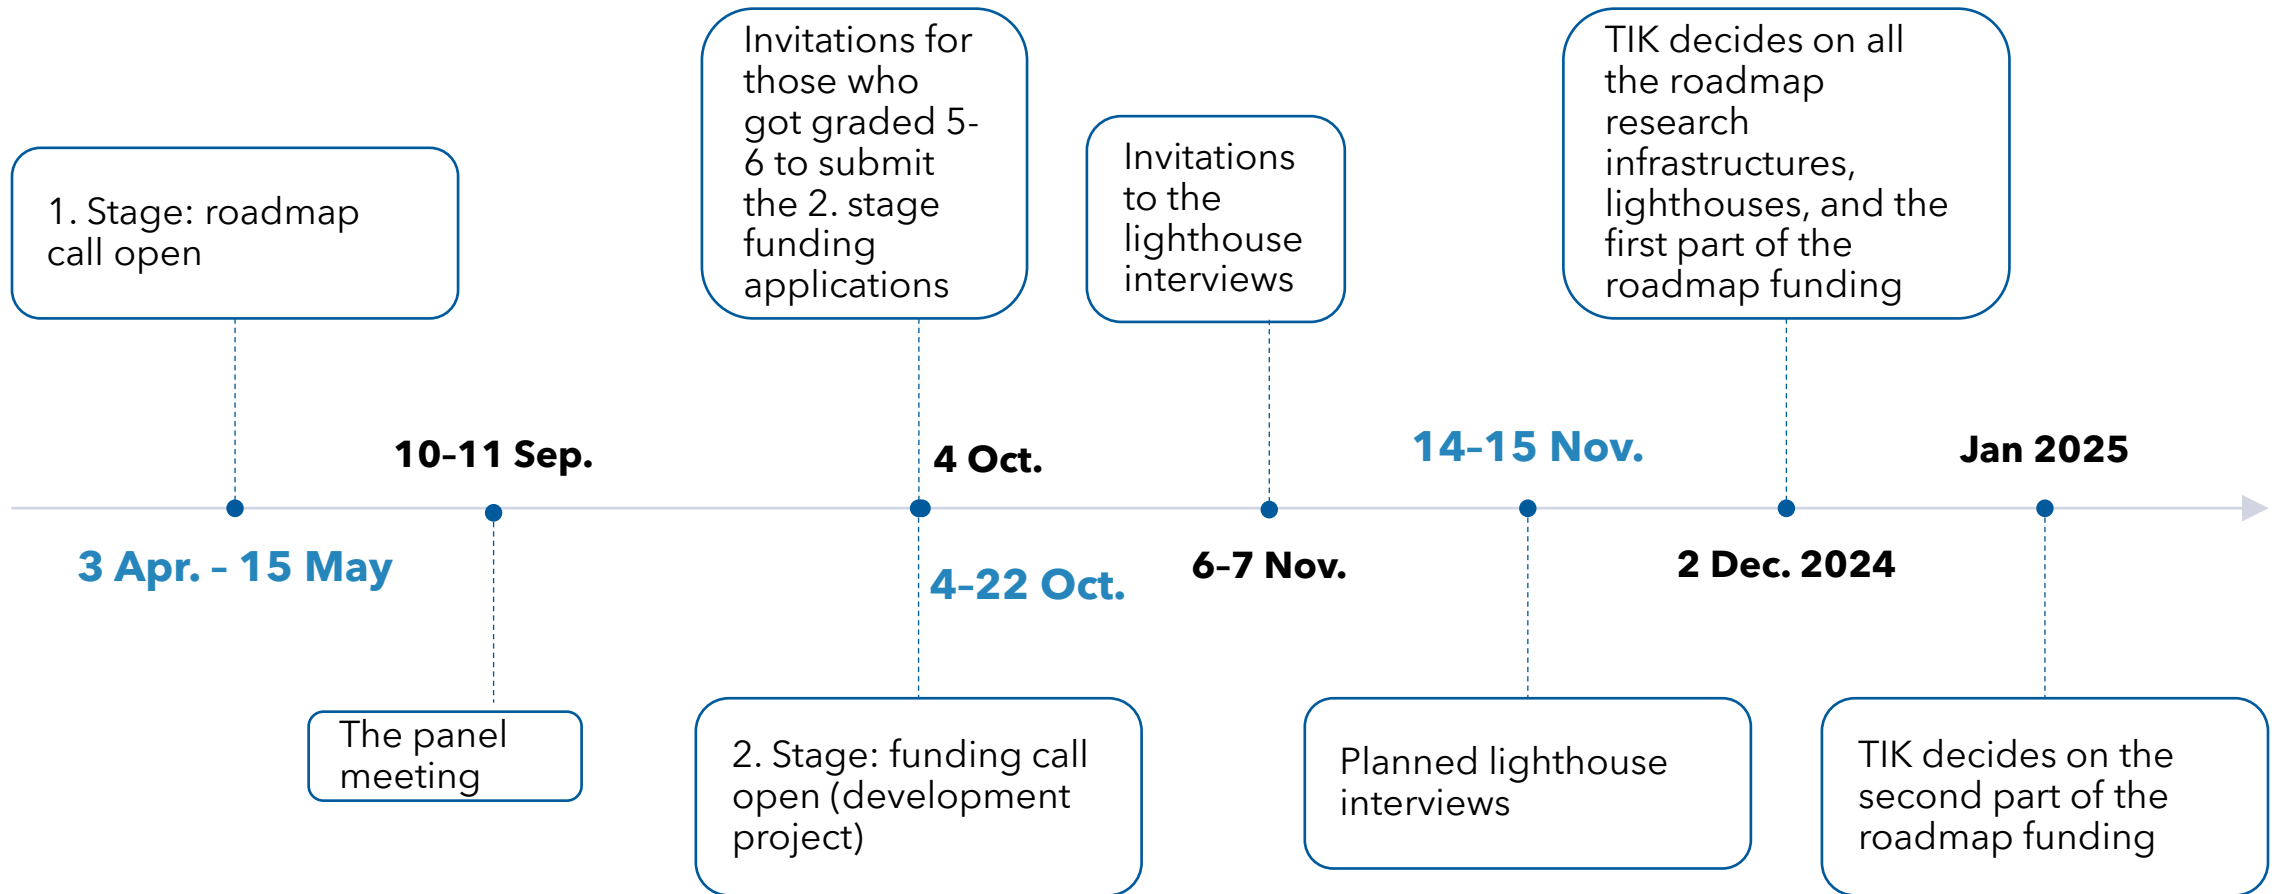 1. Stage: roadmap
call open
Invitations for
those who
got graded 5-
6 to submit
the 2. stage
funding
applications
Invitations
to the
lighthouse
interviews
TIK decides on all
the roadmap
research
infrastructures,
lighthouses, and the
first part of the
roadmap funding
10–11 Sep.
4 Oct.
14–15 Nov.
Jan 2025
3 Apr. – 15 May
4–22 Oct.
6–7 Nov.
2 Dec. 2024
The panel
meeting
2. Stage: funding call
open (development
project)
Planned lighthouse
interviews
TIK decides on the
second part of the
roadmap funding